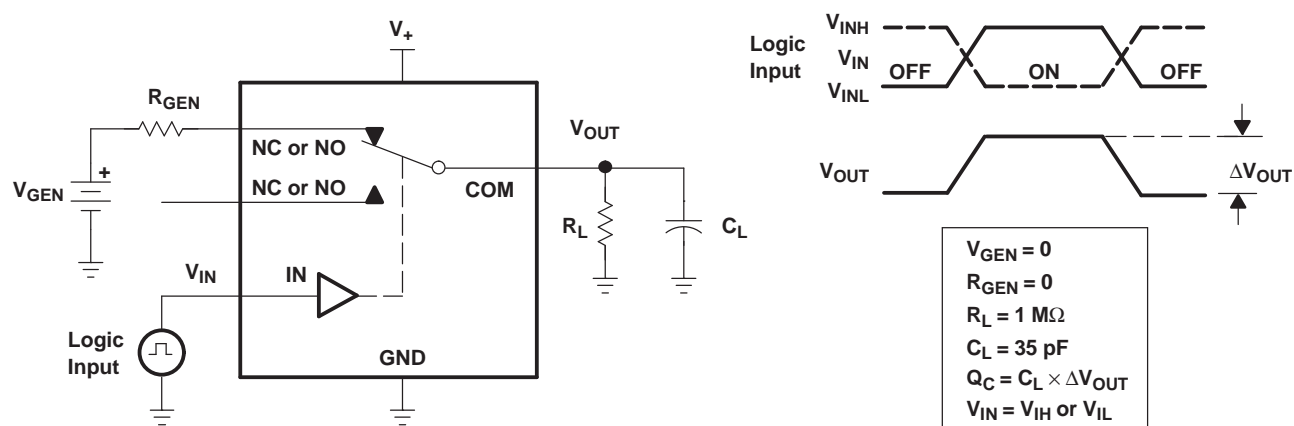 V+
RGEN
NC or NO
NC or NO
COM
VOUT
VGEN
+
RL
CL
VIN
IN
Logic
Input
GND
Logic
Input
VINH
VIN
VINL
OFF
ON
OFF
VOUT
ΔVOUT
VGEN = 0
RGEN = 0
RL = 1 MΩ
CL = 35 pF
QC = CL × ΔVOUT
VIN = VIH or VIL